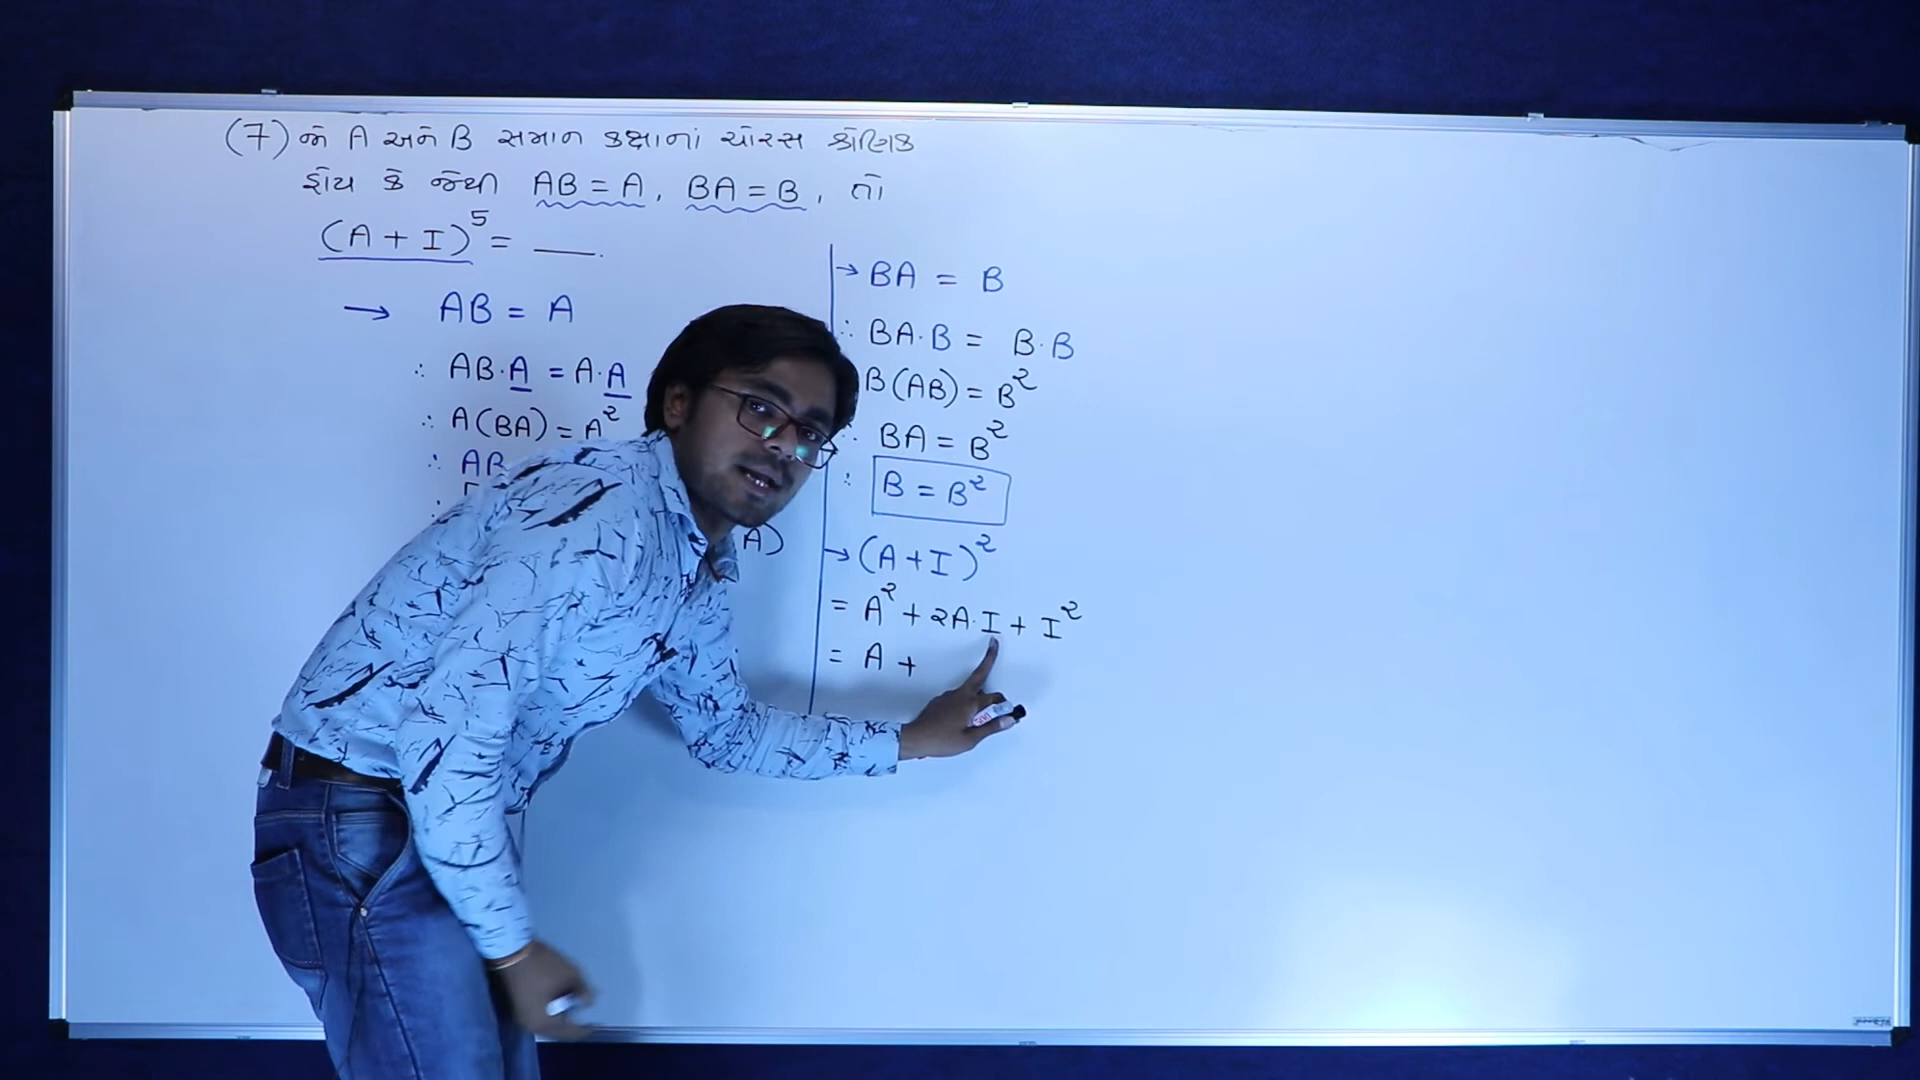 (7) જો A અને B સમાન કક્ષાનાં ચોરસ શ્રેણિક
હોય કે જેથી AB = A, BA = B, તો
(A + I)⁵ = ___.
→ AB = A
∴ AB·A = A·A
∴ A(BA) = A²
∴ AB
A)
→ BA = B
∴ BA·B = B·B
B(AB) = B²
∴ BA = B²
∴ B = B²
→ (A + I)²
= A² + 2A·I + I²
= A +